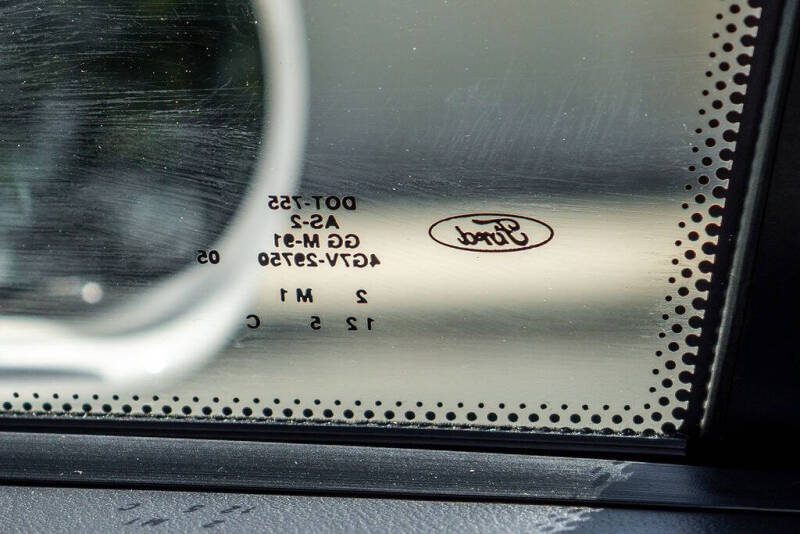 Ford
DOT-755
AS-2
GG M-91
4G7V-29750 05
2 M1
12 5 C